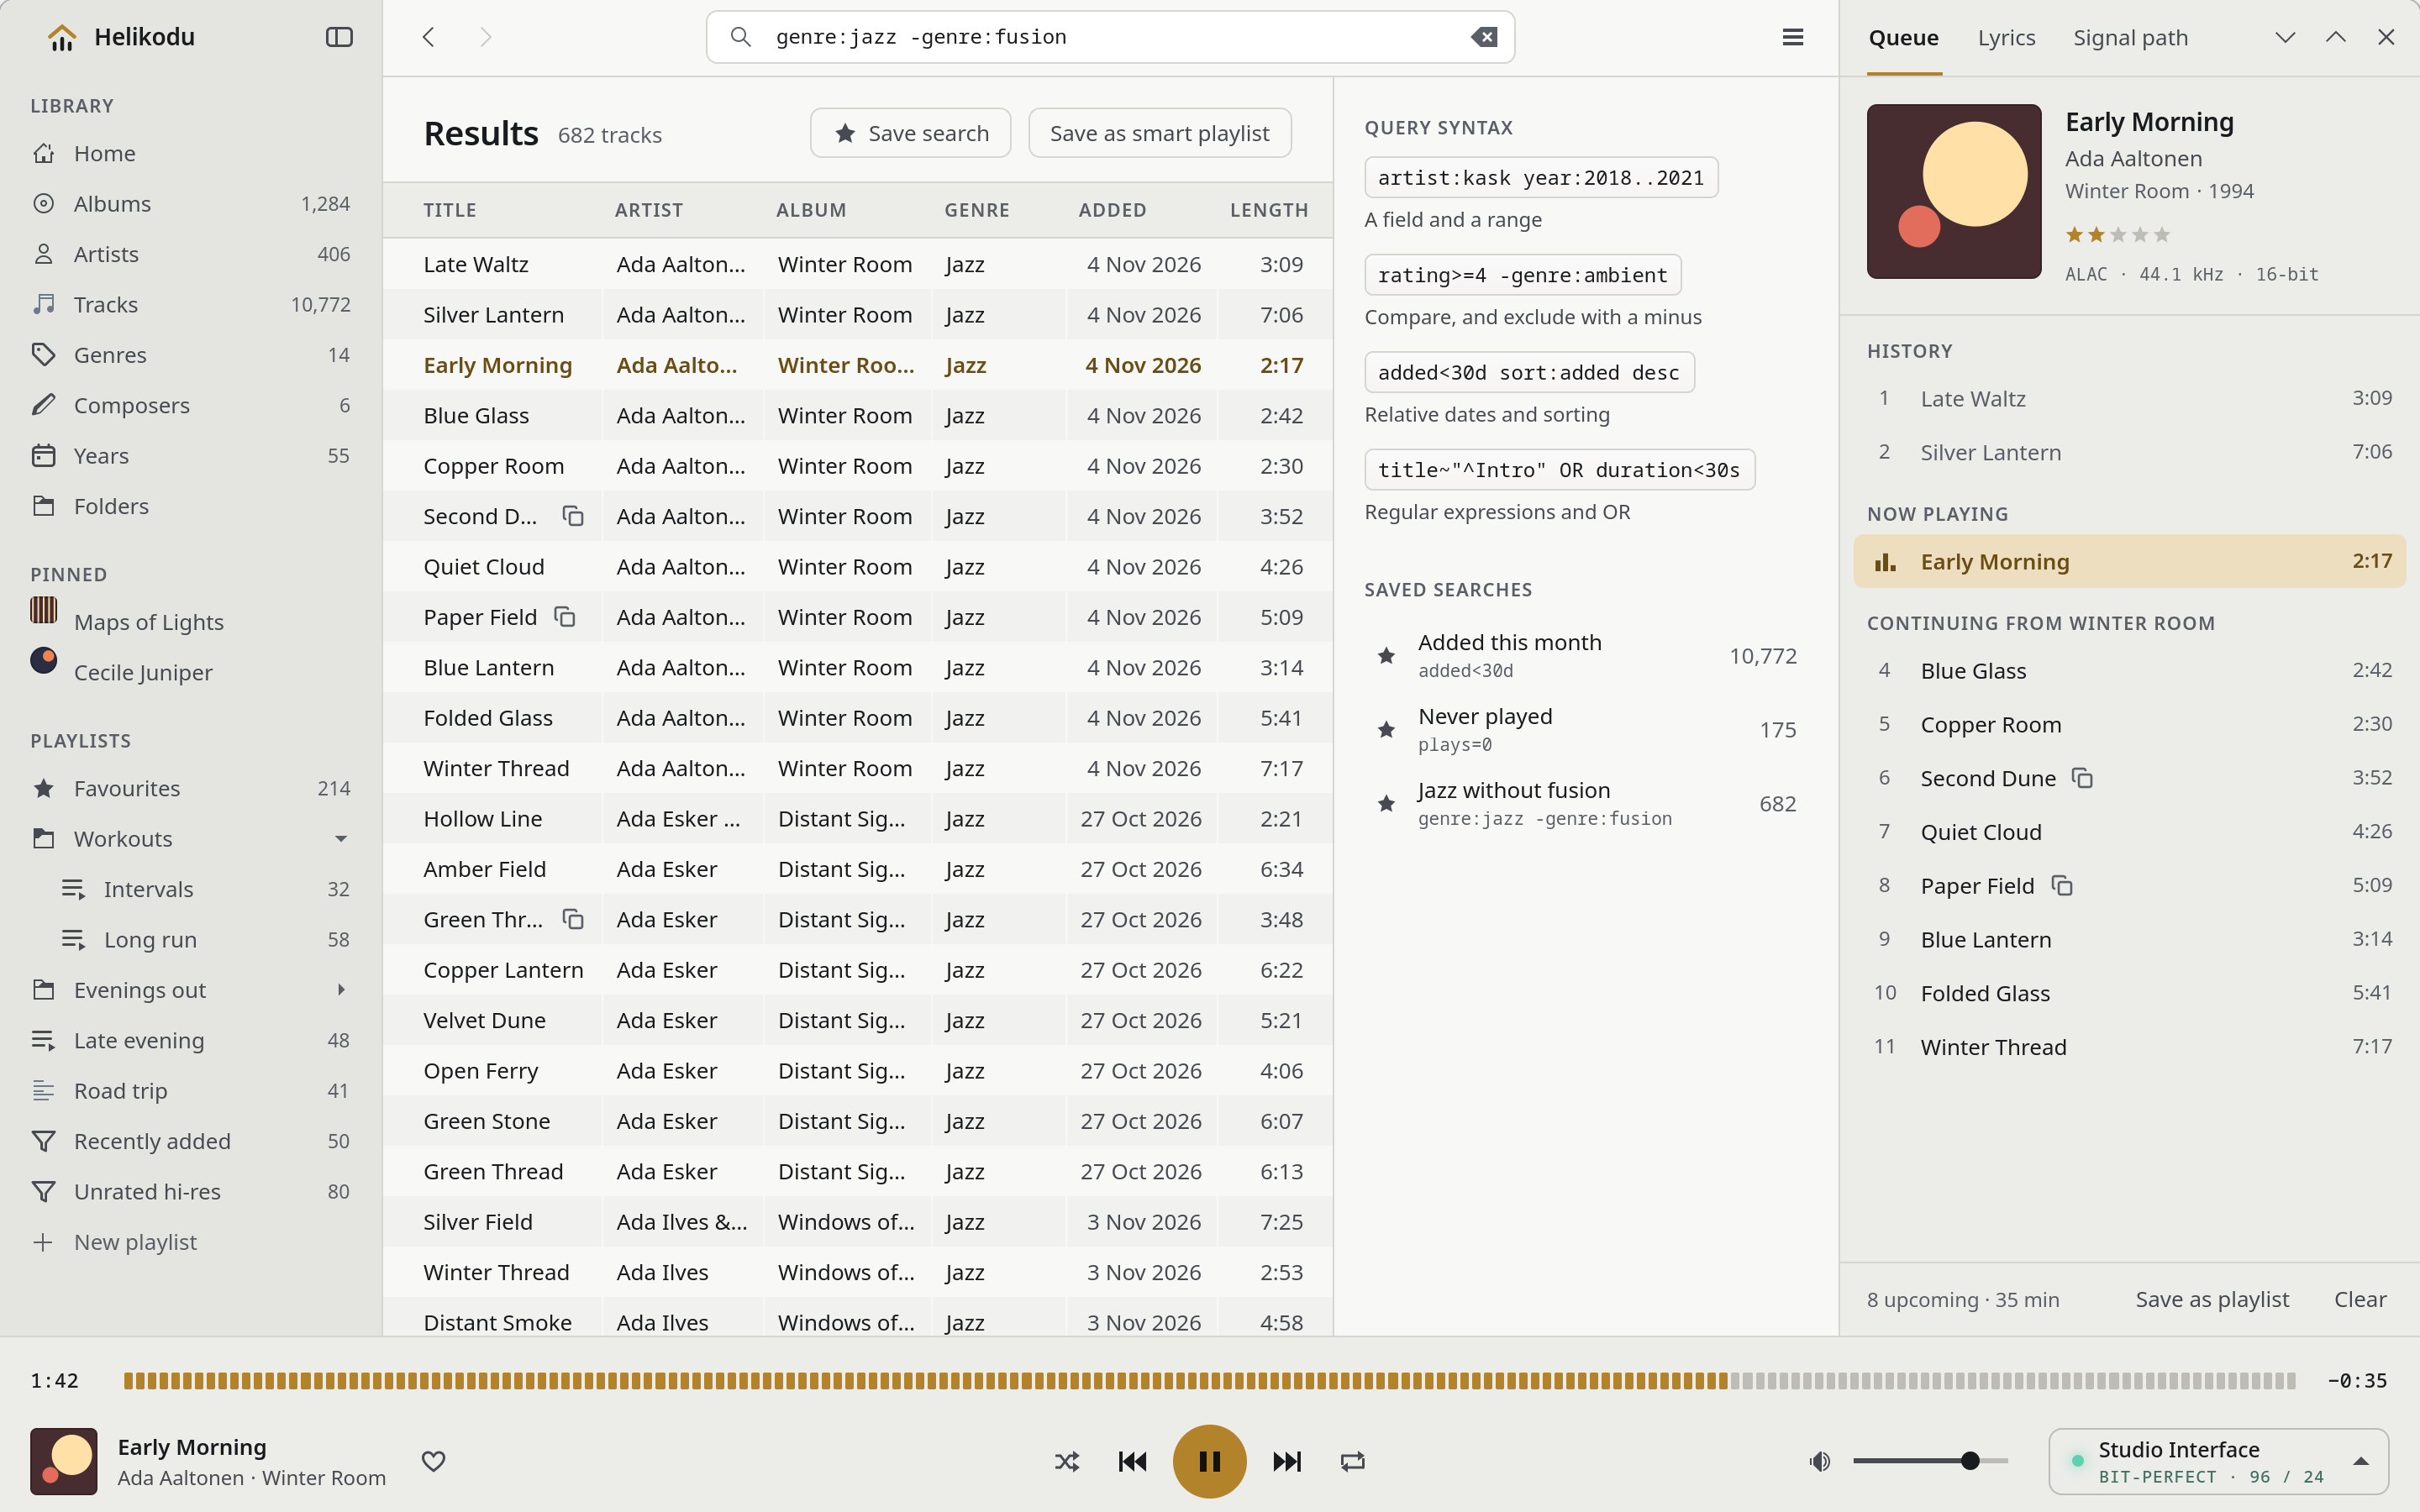 Helikodu
LIBRARY
Home
Albums 1,284
Artists 406
Tracks 10,772
Genres 14
Composers 6
Years 55
Folders
PINNED
Maps of Lights
Cecile Juniper
PLAYLISTS
Favourites 214
Workouts
Intervals 32
Long run 58
Evenings out
Late evening 48
Road trip 41
Recently added 50
Unrated hi-res 80
New playlist
genre:jazz -genre:fusion
Results 682 tracks Save search Save as smart playlist
TITLE ARTIST ALBUM GENRE ADDED LENGTH
Late Waltz Ada Aalton... Winter Room Jazz 4 Nov 2026 3:09
Silver Lantern Ada Aalton... Winter Room Jazz 4 Nov 2026 7:06
Early Morning Ada Aalto... Winter Roo... Jazz 4 Nov 2026 2:17
Blue Glass Ada Aalton... Winter Room Jazz 4 Nov 2026 2:42
Copper Room Ada Aalton... Winter Room Jazz 4 Nov 2026 2:30
Second D... Ada Aalton... Winter Room Jazz 4 Nov 2026 3:52
Quiet Cloud Ada Aalton... Winter Room Jazz 4 Nov 2026 4:26
Paper Field Ada Aalton... Winter Room Jazz 4 Nov 2026 5:09
Blue Lantern Ada Aalton... Winter Room Jazz 4 Nov 2026 3:14
Folded Glass Ada Aalton... Winter Room Jazz 4 Nov 2026 5:41
Winter Thread Ada Aalton... Winter Room Jazz 4 Nov 2026 7:17
Hollow Line Ada Esker ... Distant Sig... Jazz 27 Oct 2026 2:21
Amber Field Ada Esker Distant Sig... Jazz 27 Oct 2026 6:34
Green Thr... Ada Esker Distant Sig... Jazz 27 Oct 2026 3:48
Copper Lantern Ada Esker Distant Sig... Jazz 27 Oct 2026 6:22
Velvet Dune Ada Esker Distant Sig... Jazz 27 Oct 2026 5:21
Open Ferry Ada Esker Distant Sig... Jazz 27 Oct 2026 4:06
Green Stone Ada Esker Distant Sig... Jazz 27 Oct 2026 6:07
Green Thread Ada Esker Distant Sig... Jazz 27 Oct 2026 6:13
Silver Field Ada Ilves &... Windows of... Jazz 3 Nov 2026 7:25
Winter Thread Ada Ilves Windows of... Jazz 3 Nov 2026 2:53
Distant Smoke Ada Ilves Windows of... Jazz 3 Nov 2026 4:58
QUERY SYNTAX
artist:kask year:2018..2021
A field and a range
rating>=4 -genre:ambient
Compare, and exclude with a minus
added<30d sort:added desc
Relative dates and sorting
title~"^Intro" OR duration<30s
Regular expressions and OR
SAVED SEARCHES
Added this month 10,772
added<30d
Never played 175
plays=0
Jazz without fusion 682
genre:jazz -genre:fusion
Queue Lyrics Signal path
Early Morning
Ada Aaltonen
Winter Room · 1994
ALAC · 44.1 kHz · 16-bit
HISTORY
1 Late Waltz 3:09
2 Silver Lantern 7:06
NOW PLAYING
Early Morning 2:17
CONTINUING FROM WINTER ROOM
4 Blue Glass 2:42
5 Copper Room 2:30
6 Second Dune 3:52
7 Quiet Cloud 4:26
8 Paper Field 5:09
9 Blue Lantern 3:14
10 Folded Glass 5:41
11 Winter Thread 7:17
8 upcoming · 35 min Save as playlist Clear
1:42 −0:35
Early Morning
Ada Aaltonen · Winter Room
Studio Interface
BIT-PERFECT · 96 / 24